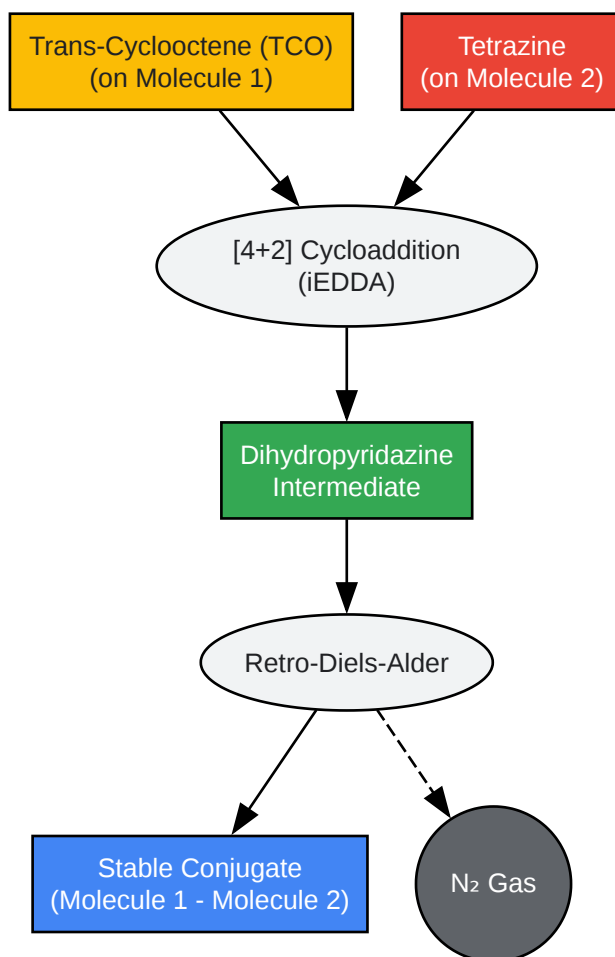 Trans-Cyclooctene (TCO)
(on Molecule 1)
Tetrazine
(on Molecule 2)
[4+2] Cycloaddition
(iEDDA)
Dihydropyridazine
Intermediate
Retro-Diels-Alder
Stable Conjugate
(Molecule 1 - Molecule 2)
N₂ Gas